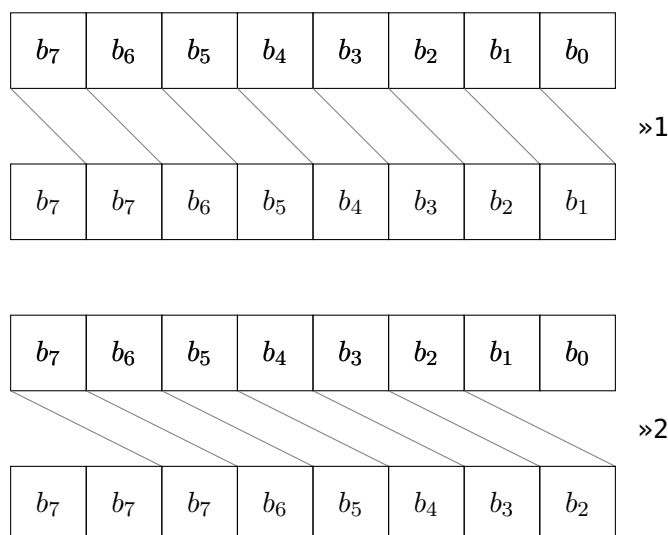 b₇ b₆ b₅ b₄ b₃ b₂ b₁ b₀
»1
b₇ b₇ b₆ b₅ b₄ b₃ b₂ b₁
b₇ b₆ b₅ b₄ b₃ b₂ b₁ b₀
»2
b₇ b₇ b₇ b₆ b₅ b₄ b₃ b₂